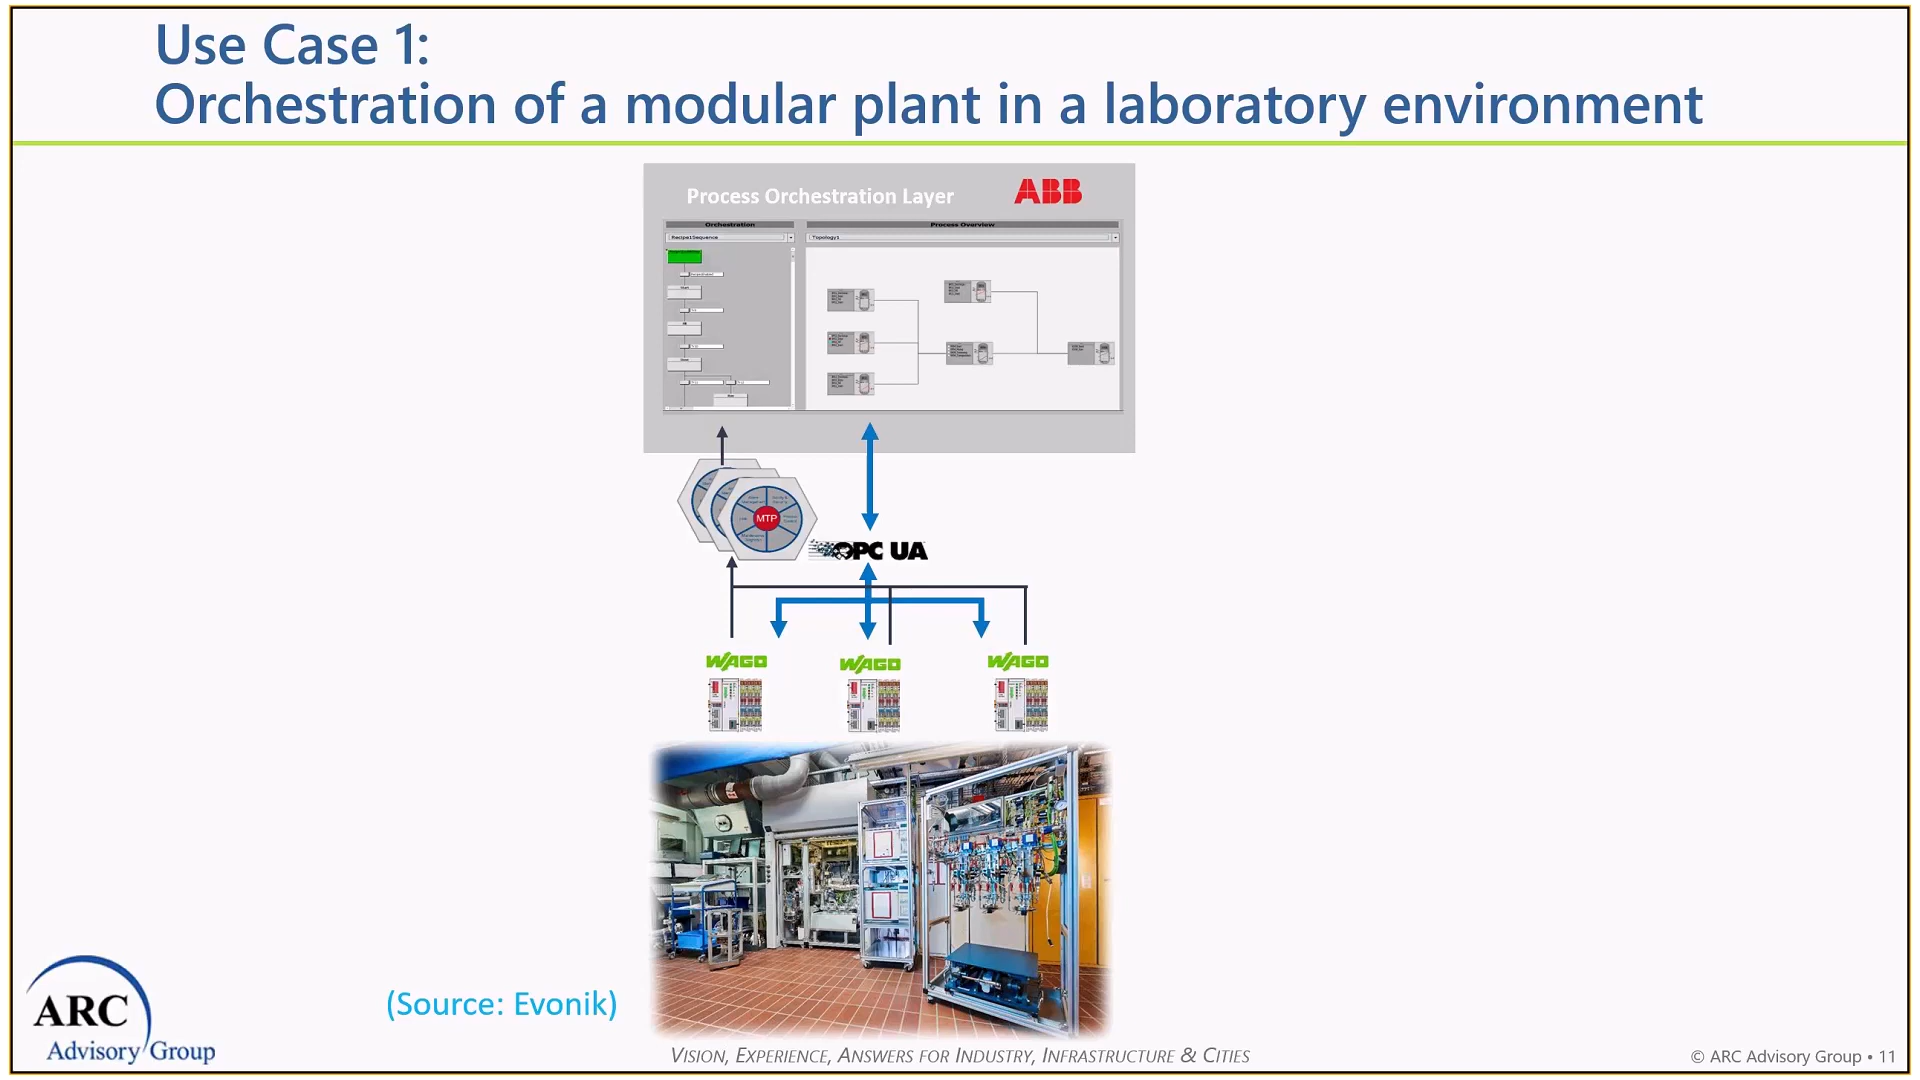 Use Case 1:
Orchestration of a modular plant in a laboratory environment
Process Orchestration Layer
ABB
Orchestration
Process Overview
Recipe1Sequence
Topology1
MTP
OPC UA
WAGO
WAGO
WAGO
(Source: Evonik)
ARC
Advisory Group
VISION, EXPERIENCE, ANSWERS FOR INDUSTRY, INFRASTRUCTURE & CITIES
© ARC Advisory Group • 11